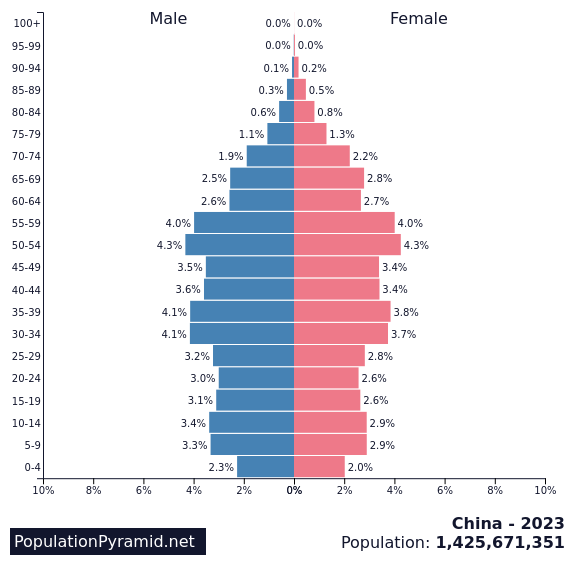 Male Female
100+ 0.0% 0.0%
95-99 0.0% 0.0%
90-94 0.1% 0.2%
85-89 0.3% 0.5%
80-84 0.6% 0.8%
75-79 1.1% 1.3%
70-74 1.9% 2.2%
65-69 2.5% 2.8%
60-64 2.6% 2.7%
55-59 4.0% 4.0%
50-54 4.3% 4.3%
45-49 3.5% 3.4%
40-44 3.6% 3.4%
35-39 4.1% 3.8%
30-34 4.1% 3.7%
25-29 3.2% 2.8%
20-24 3.0% 2.6%
15-19 3.1% 2.6%
10-14 3.4% 2.9%
5-9 3.3% 2.9%
0-4 2.3% 2.0%
10% 8% 6% 4% 2% 0% 2% 4% 6% 8% 10%
China - 2023
PopulationPyramid.net Population: 1,425,671,351